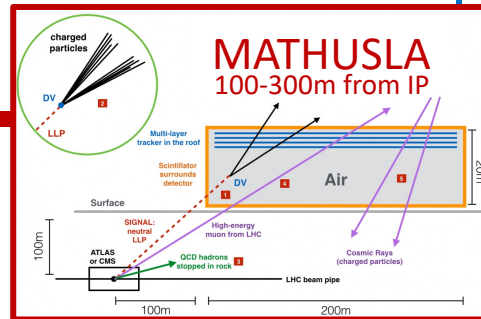 MATHUSLA
100-300m from IP
charged
particles
DV
2
LLP
Multi-layer
tracker in the roof
Scintillator
surrounds
detector
1
DV
4
Air
5
20m
Surface
SIGNAL:
neutral
LLP
High-energy
muon from LHC
Cosmic Rays
(charged particles)
100m
ATLAS
or CMS
QCD hadrons
stopped in rock
3
LHC beam pipe
100m
200m